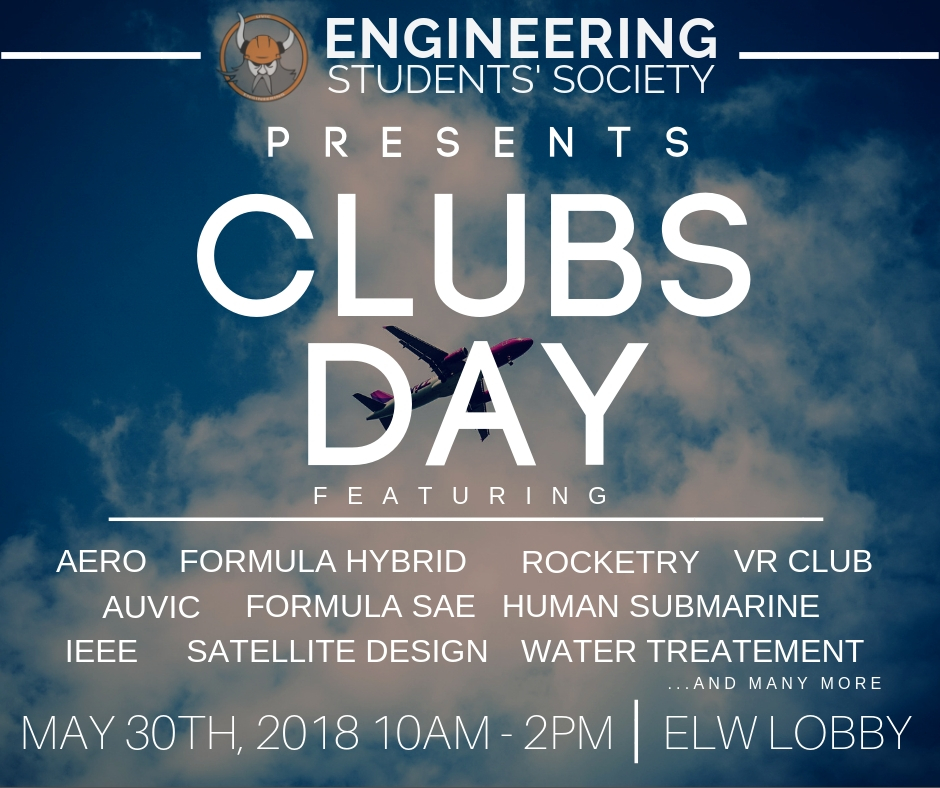 ENGINEERING
STUDENTS' SOCIETY
PRESENTS
CLUBS
DAY
FEATURING
AERO FORMULA HYBRID ROCKETRY VR CLUB
AUVIC FORMULA SAE HUMAN SUBMARINE
IEEE SATELLITE DESIGN WATER TREATEMENT
...AND MANY MORE
MAY 30TH, 2018 10AM - 2PM | ELW LOBBY